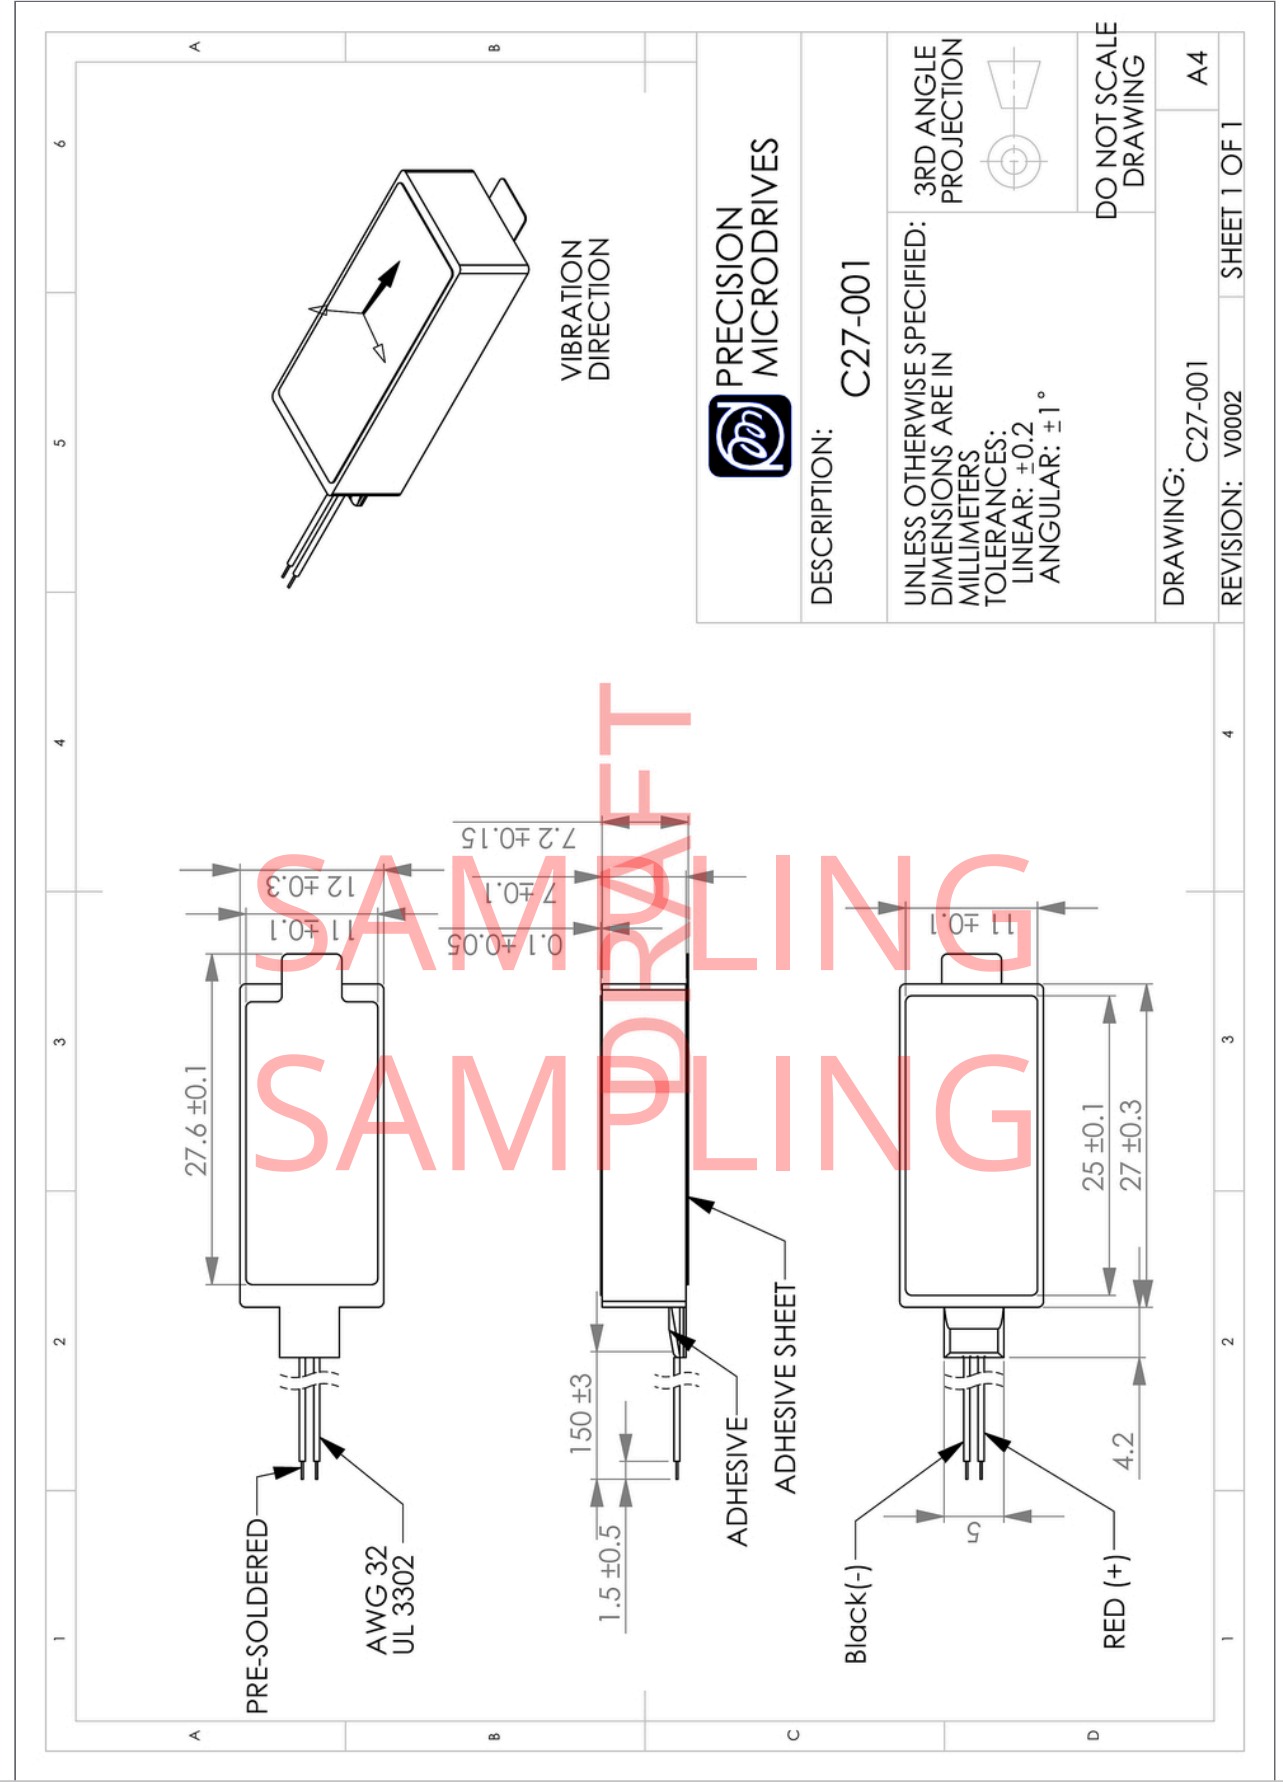 PRE-SOLDERED
AWG 32
UL 3302
27.6 ±0.1
12 ±0.3
11 ±0.1
1.5 ±0.5
150 ±3
ADHESIVE
ADHESIVE SHEET
0.1 ±0.05
7 ±0.1
7.2 ±0.15
Black(-)
RED (+)
5
4.2
25 ±0.1
27 ±0.3
11 ±0.1
VIBRATION
DIRECTION
PRECISION
MICRODRIVES
DESCRIPTION:
C27-001
UNLESS OTHERWISE SPECIFIED:
DIMENSIONS ARE IN
MILLIMETERS
TOLERANCES:
LINEAR: ±0.2
ANGULAR: ±1°
3RD ANGLE
PROJECTION
DO NOT SCALE
DRAWING
DRAWING:
C27-001
A4
REVISION: V0002
SHEET 1 OF 1
DRAFT
SAMPLING
SAMPLING
1
2
3
4
5
6
1
2
3
4
A
B
A
B
C
D